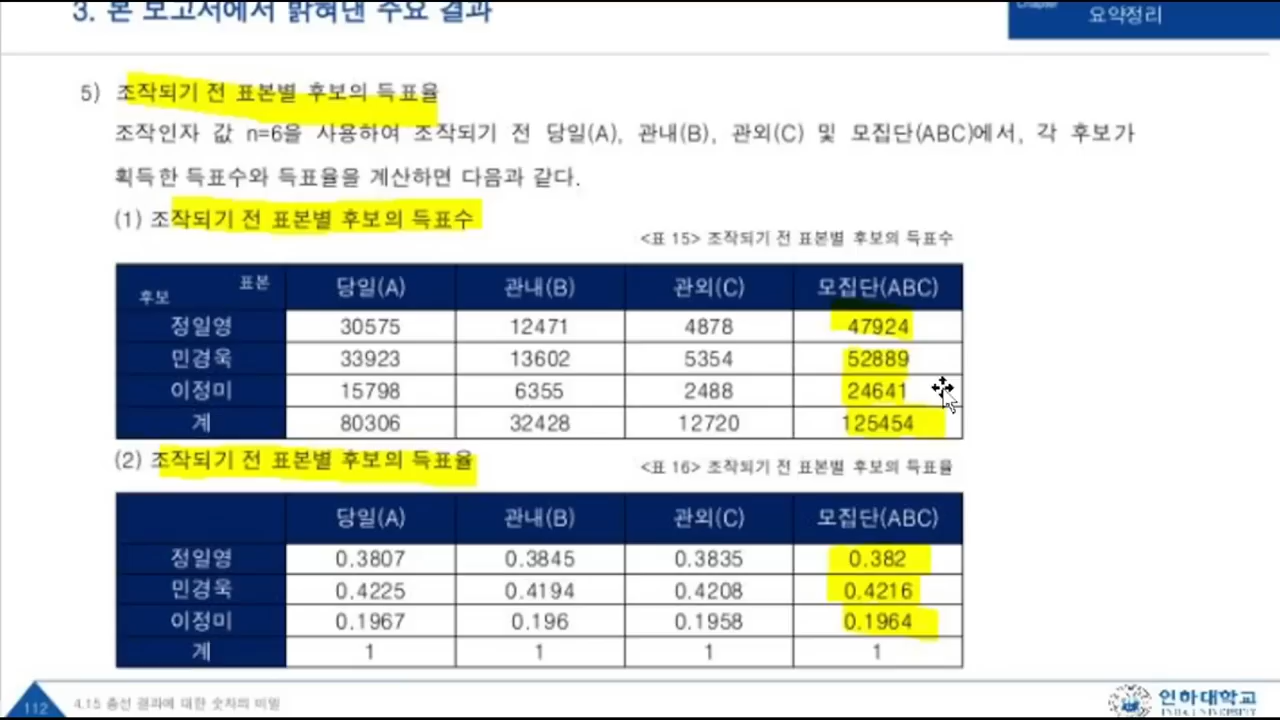 3. 본 보고서에서 밝혀낸 주요 결과
Chapter
요약정리
5) 조작되기 전 표본별 후보의 득표율
조작인자 값 n=6을 사용하여 조작되기 전 당일(A), 관내(B), 관외(C) 및 모집단(ABC)에서, 각 후보가
획득한 득표수와 득표율을 계산하면 다음과 같다.
(1) 조작되기 전 표본별 후보의 득표수
<표 15> 조작되기 전 표본별 후보의 득표수
표본
후보 당일(A) 관내(B) 관외(C) 모집단(ABC)
정일영 30575 12471 4878 47924
민경욱 33923 13602 5354 52889
이정미 15798 6355 2488 24641
계 80306 32428 12720 125454
(2) 조작되기 전 표본별 후보의 득표율
<표 16> 조작되기 전 표본별 후보의 득표율
당일(A) 관내(B) 관외(C) 모집단(ABC)
정일영 0.3807 0.3845 0.3835 0.382
민경욱 0.4225 0.4194 0.4208 0.4216
이정미 0.1967 0.196 0.1958 0.1964
계 1 1 1 1
112
4.15 총선 결과에 대한 숫자의 비밀
인하대학교
INHA UNIVERSITY